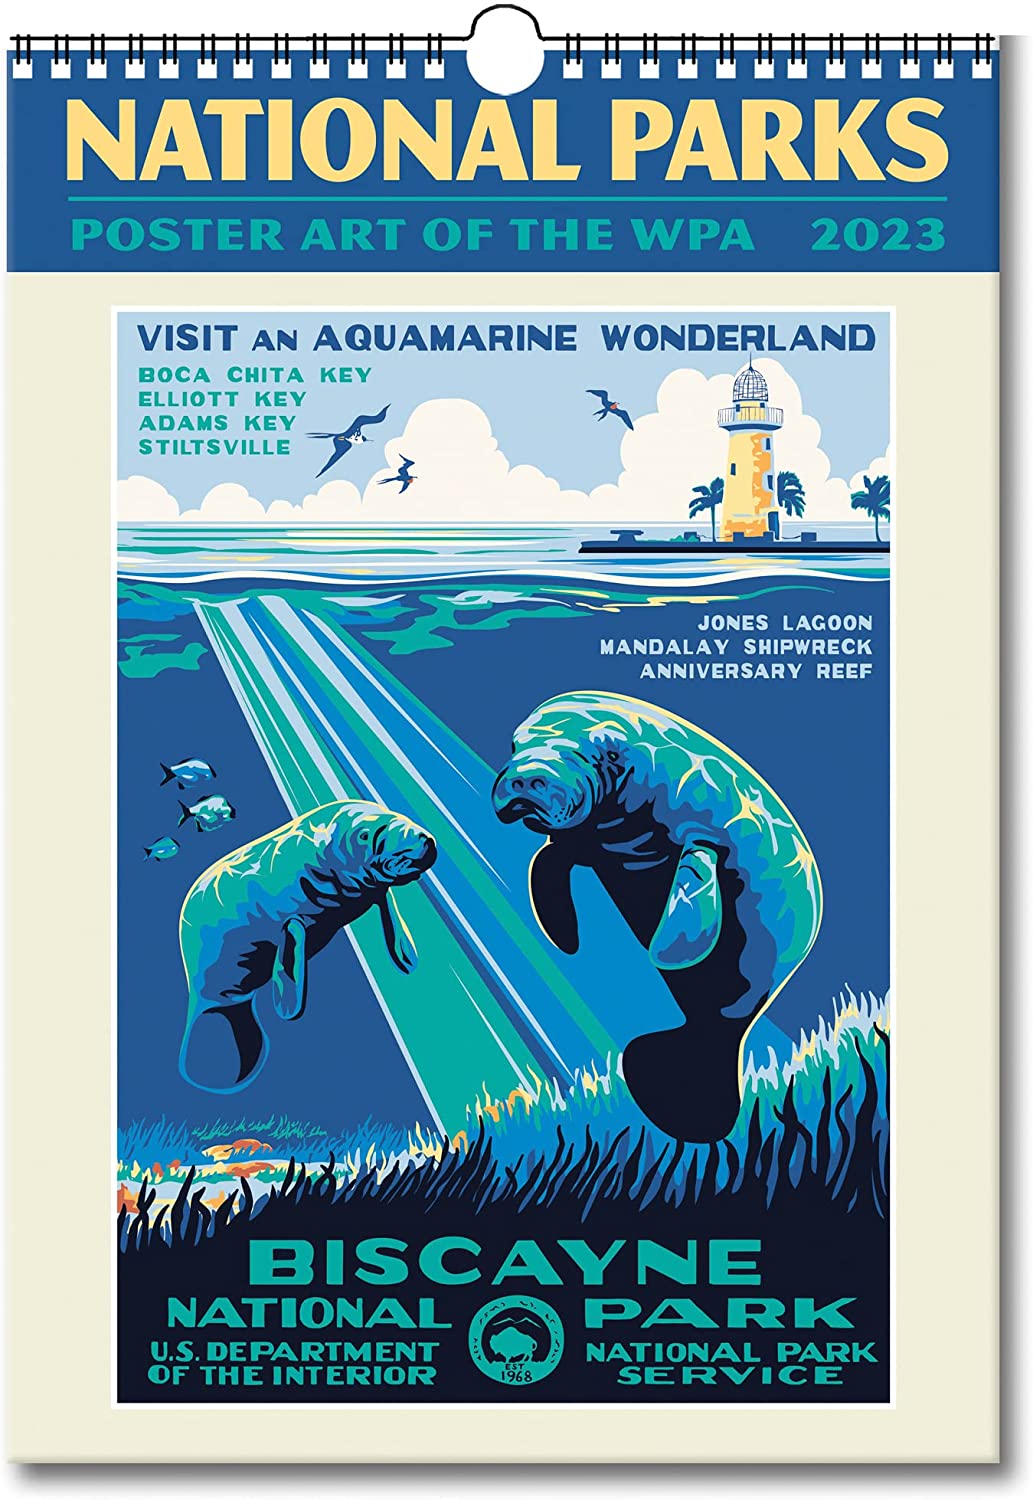 NATIONAL PARKS
POSTER ART OF THE WPA 2023
VISIT AN AQUAMARINE WONDERLAND
BOCA CHITA KEY
ELLIOTT KEY
ADAMS KEY
STILTSVILLE
JONES LAGOON
MANDALAY SHIPWRECK
ANNIVERSARY REEF
BISCAYNE
NATIONAL PARK
U.S. DEPARTMENT
OF THE INTERIOR
EST
1968
NATIONAL PARK
SERVICE